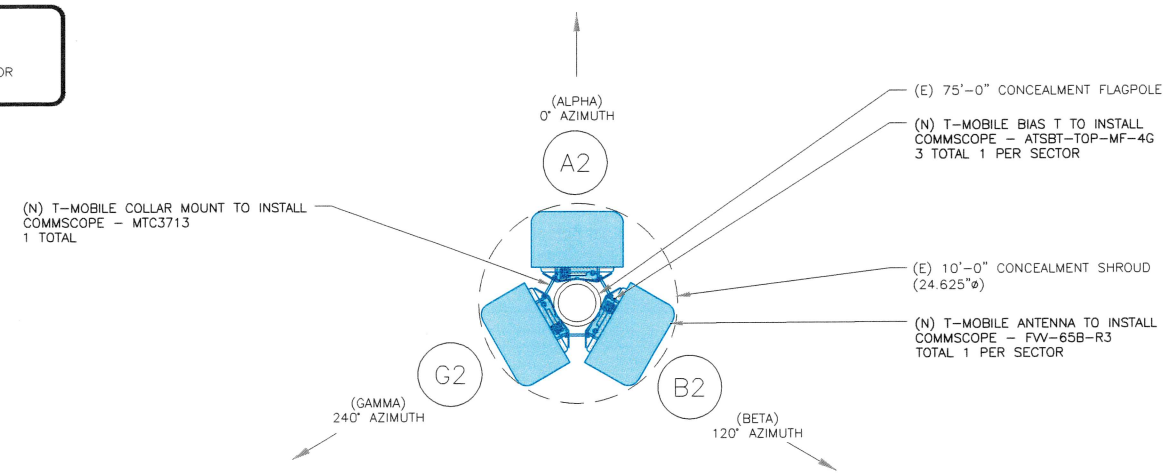 OR
(ALPHA)
0° AZIMUTH
A2
(E) 75'-0" CONCEALMENT FLAGPOLE
(N) T-MOBILE BIAS T TO INSTALL
COMMSCOPE - ATSBT-TOP-MF-4G
3 TOTAL 1 PER SECTOR
(N) T-MOBILE COLLAR MOUNT TO INSTALL
COMMSCOPE - MTC3713
1 TOTAL
(E) 10'-0" CONCEALMENT SHROUD
(24.625"ø)
(N) T-MOBILE ANTENNA TO INSTALL
COMMSCOPE - FVV-65B-R3
TOTAL 1 PER SECTOR
G2
B2
(GAMMA)
240° AZIMUTH
(BETA)
120° AZIMUTH